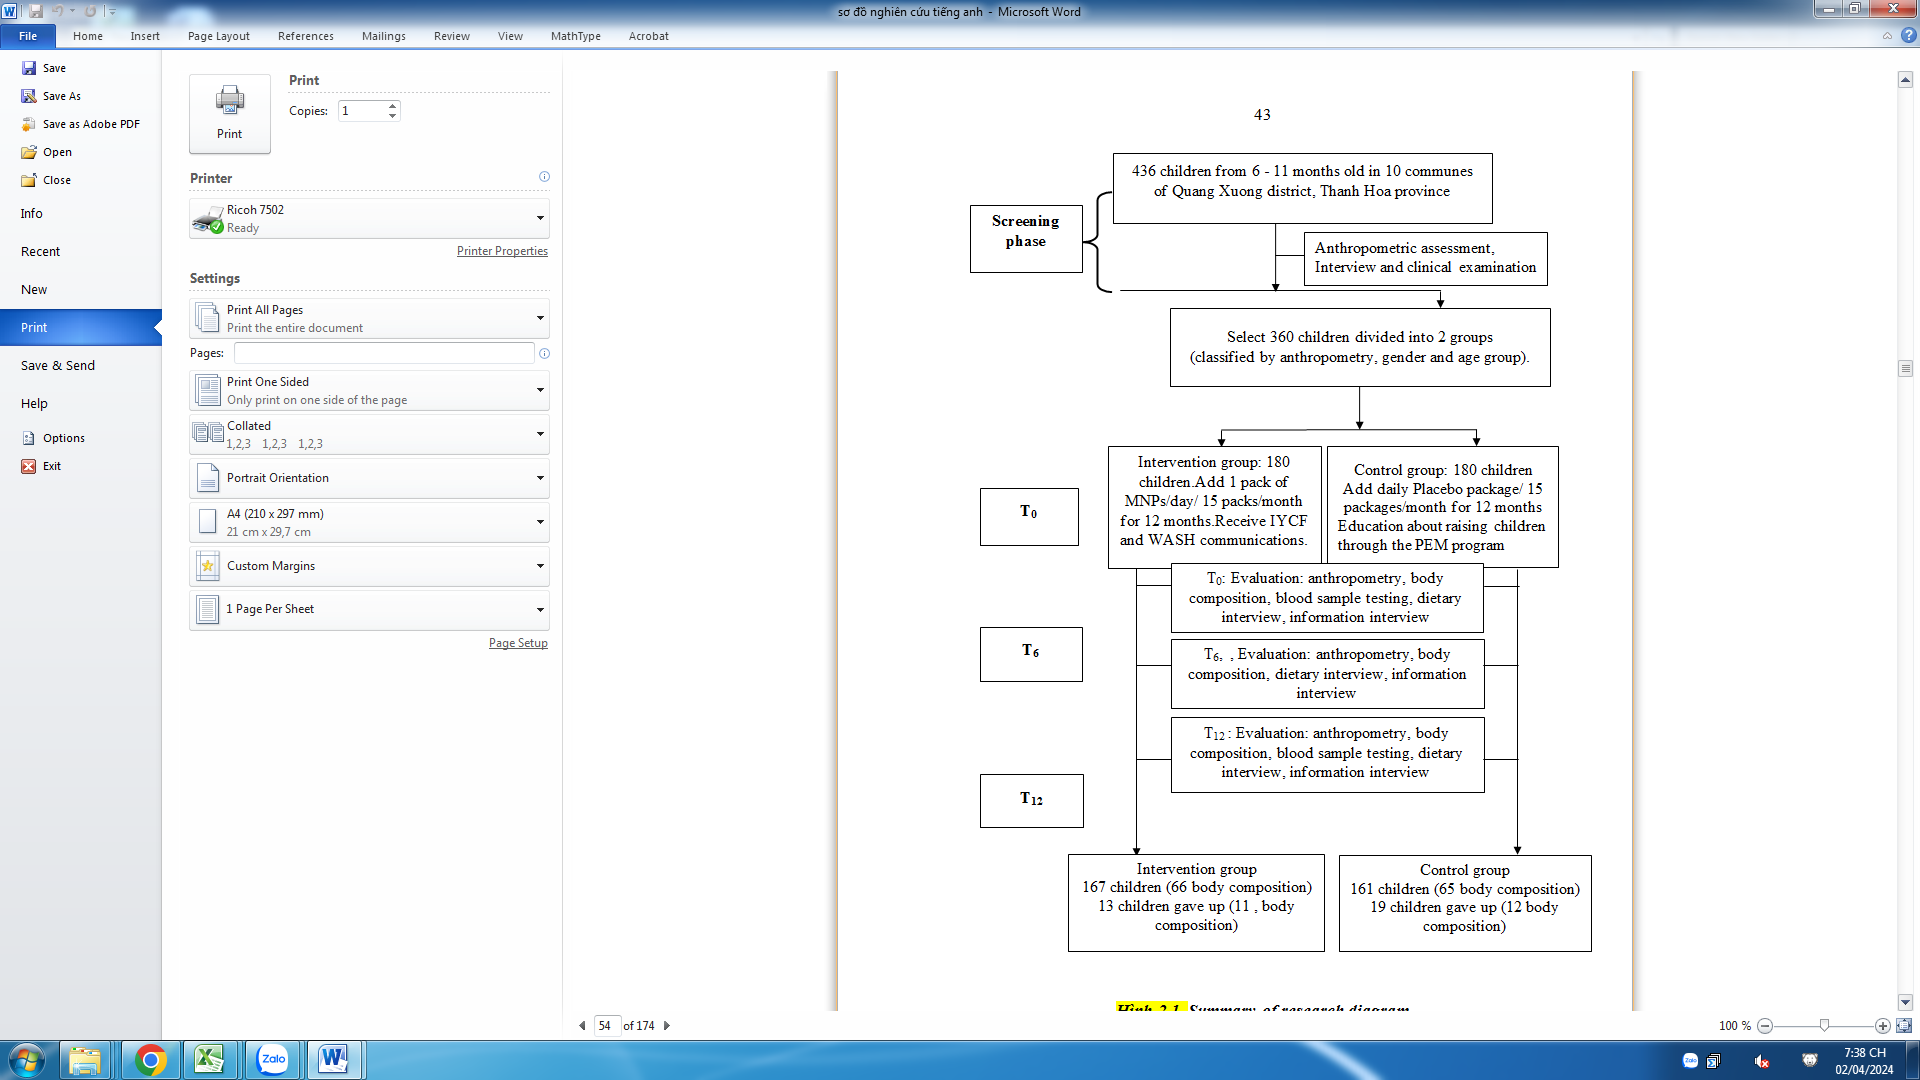 sơ đồ nghiên cứu tiếng anh - Microsoft Word
File Home Insert Page Layout References Mailings Review View MathType Acrobat
Save
Save As
Save as Adobe PDF
Open
Close
Info
Recent
New
Print
Save & Send
Help
Options
Exit
Print
Print
Copies: 1
Printer
Ricoh 7502
Ready
Printer Properties
Settings
Print All Pages
Print the entire document
Pages:
Print One Sided
Only print on one side of the page
Collated
1,2,3 1,2,3 1,2,3
Portrait Orientation
A4 (210 x 297 mm)
21 cm x 29,7 cm
Custom Margins
1 Page Per Sheet
Page Setup
43
436 children from 6 - 11 months old in 10 communes
of Quang Xuong district, Thanh Hoa province
Screening
phase
Anthropometric assessment,
Interview and clinical examination
Select 360 children divided into 2 groups
(classified by anthropometry, gender and age group).
T0
Intervention group: 180
children.Add 1 pack of
MNPs/day/ 15 packs/month
for 12 months.Receive IYCF
and WASH communications.
Control group: 180 children
Add daily Placebo package/ 15
packages/month for 12 months
Education about raising children
through the PEM program
T0: Evaluation: anthropometry, body
composition, blood sample testing, dietary
interview, information interview
T6
T6, , Evaluation: anthropometry, body
composition, dietary interview, information
interview
T12 : Evaluation: anthropometry, body
composition, blood sample testing, dietary
interview, information interview
T12
Intervention group
167 children (66 body composition)
13 children gave up (11 , body
composition)
Control group
161 children (65 body composition)
19 children gave up (12 body
composition)
Hình 2.1. Summary of research diagram
54 of 174
100 %
Zalo
7:38 CH
02/04/2024